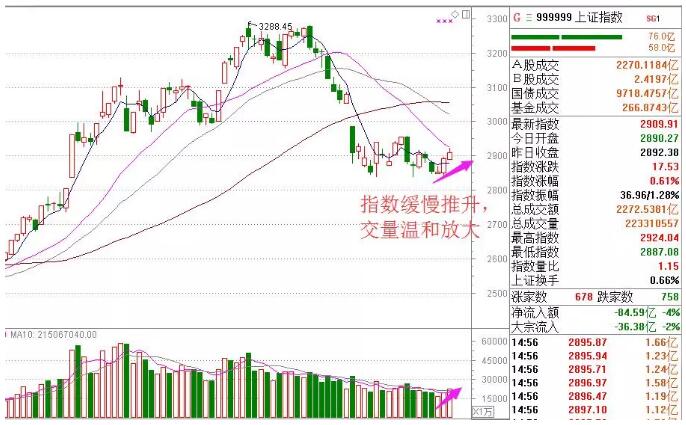 3300
3200
3100
3000
2900
2800
2700
2600
2500
3288.45
指数缓慢推升，
交量温和放大
MA10: 215067040.00
60000
45000
30000
15000
X1万
G 三 999999 上证指数 SG1
76.0亿
58.0亿
A股成交 2270.1184亿
B股成交 2.4197亿
国债成交 9718.4757亿
基金成交 266.8743亿
最新指数 2909.91
今日开盘 2890.27
昨日收盘 2892.38
指数涨跌 17.53
指数涨幅 0.61%
指数振幅 36.96/1.28%
总成交额 2272.5381亿
总成交量 223310557
最高指数 2924.04
最低指数 2887.08
指数量比 1.15
上证换手 0.66%
涨家数 678 跌家数 758
净流入额 -84.59亿 -4%
大宗流入 -36.38亿 -2%
14:56 2895.87 1.66亿
14:56 2895.94 1.23亿
14:56 2895.71 1.24亿
14:56 2896.97 1.58亿
14:56 2896.47 1.19亿
14:56 2897.10 1.12亿